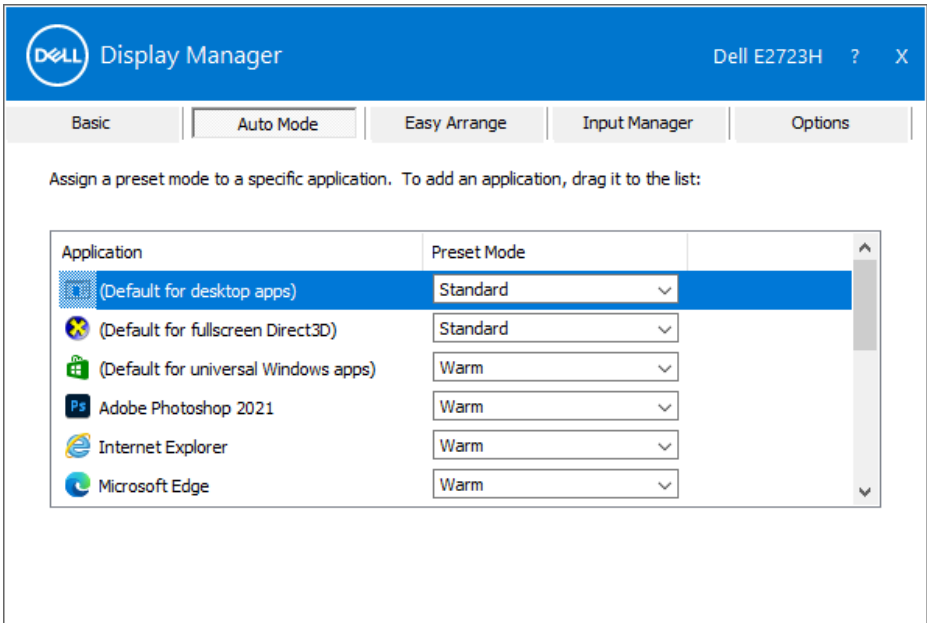 DELL Display Manager Dell E2723H ? X
Basic Auto Mode Easy Arrange Input Manager Options
Assign a preset mode to a specific application. To add an application, drag it to the list:
Application Preset Mode
(Default for desktop apps) Standard
(Default for fullscreen Direct3D) Standard
(Default for universal Windows apps) Warm
Ps Adobe Photoshop 2021 Warm
Internet Explorer Warm
Microsoft Edge Warm